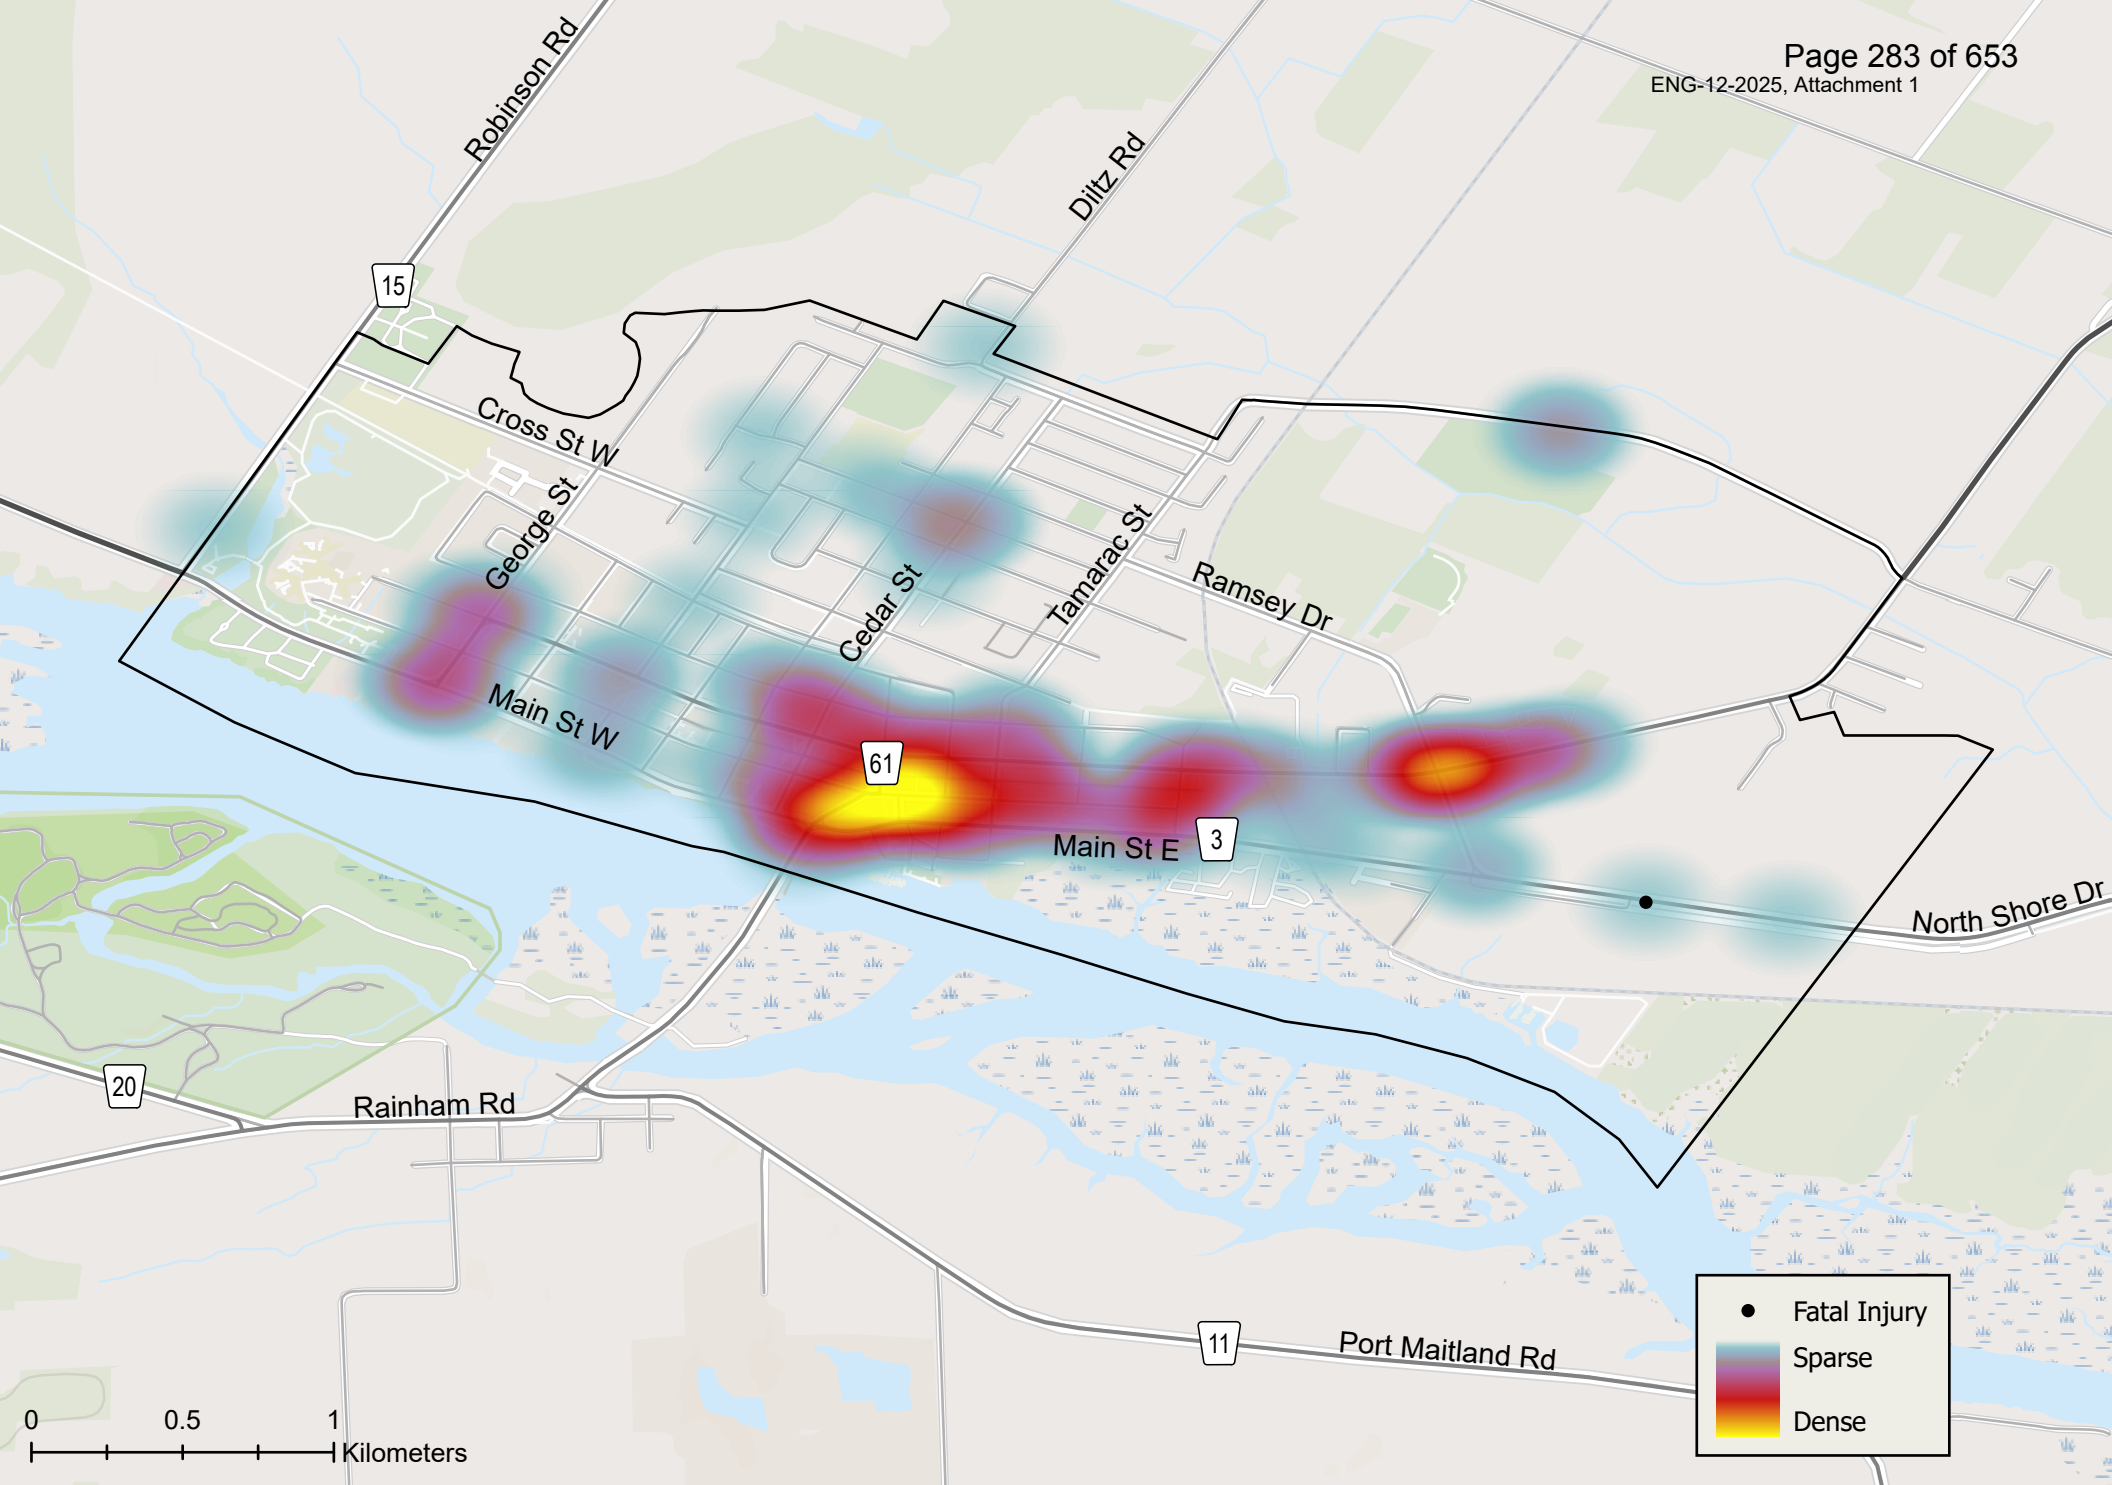 Page 283 of 653
ENG-12-2025, Attachment 1
Robinson Rd
Diltz Rd
15
Cross St W
George St
Cedar St
Tamarac St
Ramsey Dr
Main St W
61
Main St E
3
North Shore Dr
20
Rainham Rd
11
Port Maitland Rd
Fatal Injury
Sparse
Dense
0 0.5 1
Kilometers